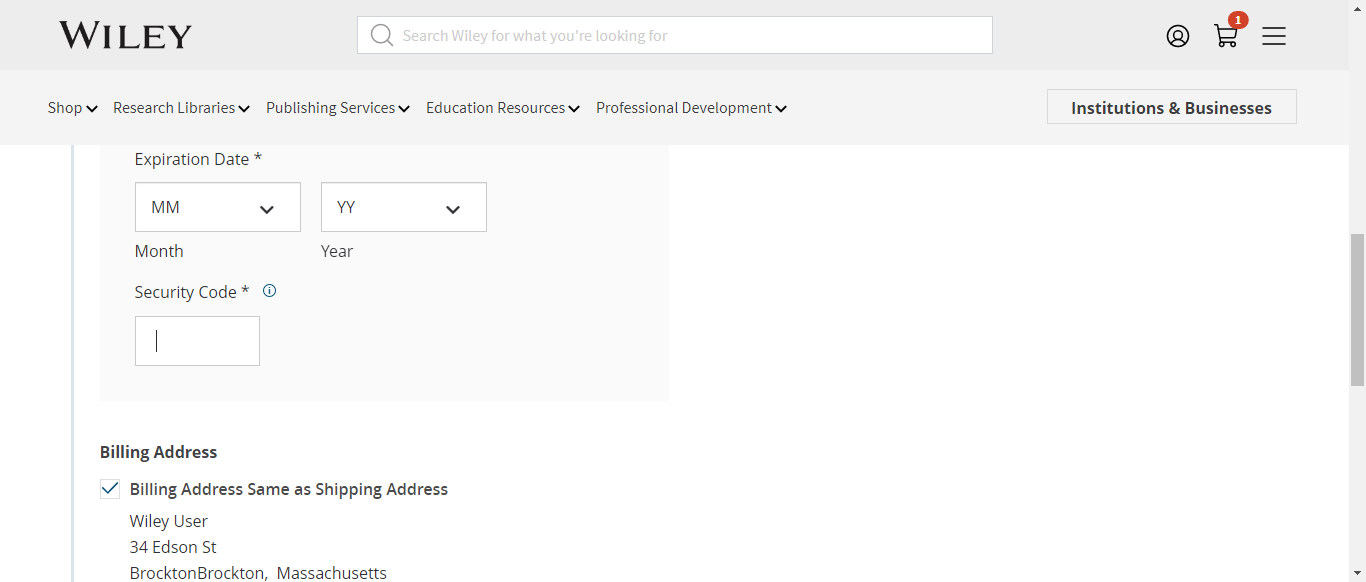 WILEY
Search Wiley for what you're looking for
1
Shop Research Libraries Publishing Services Education Resources Professional Development
Institutions & Businesses
Expiration Date *
MM YY
Month Year
Security Code *
Billing Address
Billing Address Same as Shipping Address
Wiley User
34 Edson St
BrocktonBrockton, Massachusetts